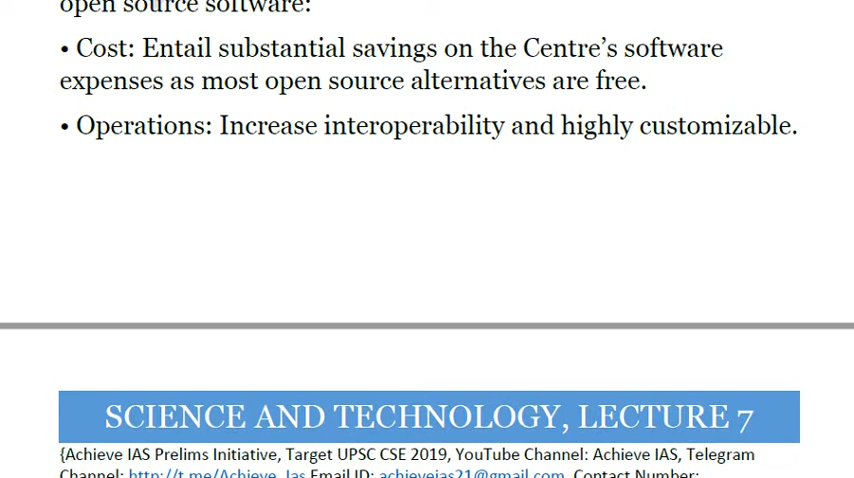 open source software:
• Cost: Entail substantial savings on the Centre’s software
expenses as most open source alternatives are free.
• Operations: Increase interoperability and highly customizable.
SCIENCE AND TECHNOLOGY, LECTURE 7
{Achieve IAS Prelims Initiative, Target UPSC CSE 2019, YouTube Channel: Achieve IAS, Telegram
Channel: http://t.me/Achieve_Ias Email ID: achieveias21@gmail.com, Contact Number: